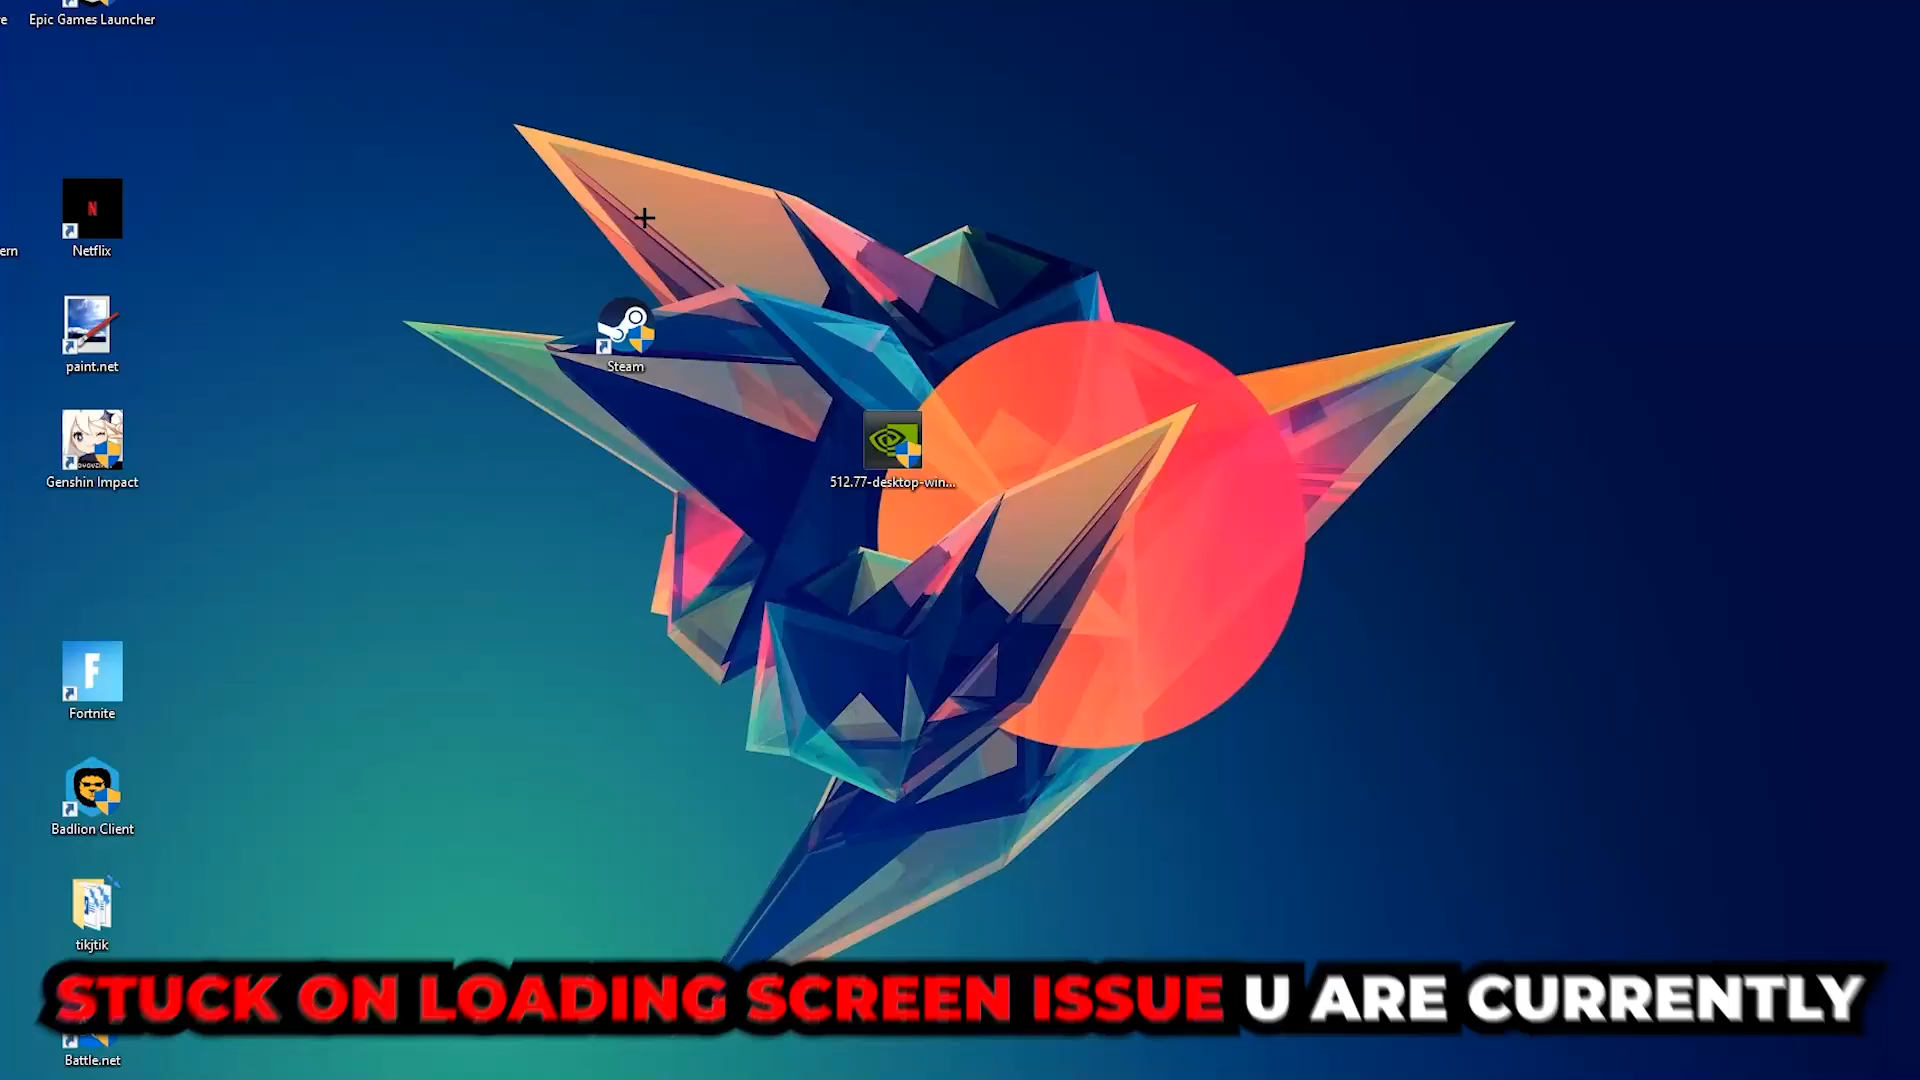 Epic Games Launcher
ern
Netflix
paint.net
Steam
Genshin Impact
512.77-desktop-win...
F
Fortnite
Badlion Client
tikjtik
STUCK ON LOADING SCREEN ISSUE U ARE CURRENTLY
Battle.net